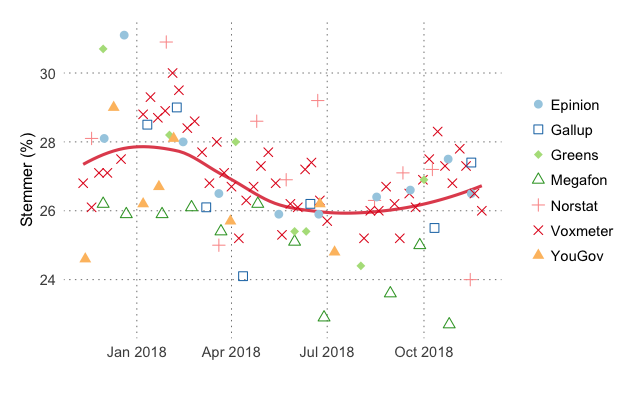 Stemmer (%)
30
28
26
24
Jan 2018
Apr 2018
Jul 2018
Oct 2018
Epinion
Gallup
Greens
Megafon
Norstat
Voxmeter
YouGov